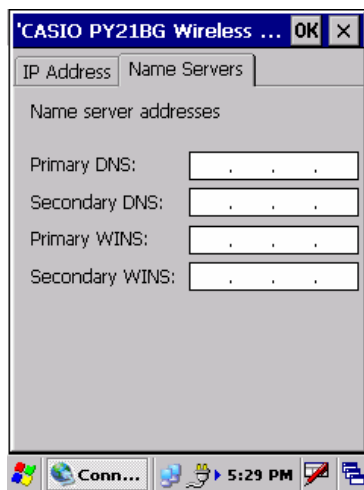 'CASIO PY21BG Wireless ... OK ×
IP Address Name Servers
Name server addresses
Primary DNS: . . .
Secondary DNS: . . .
Primary WINS: . . .
Secondary WINS: . . .
Conn... 5:29 PM